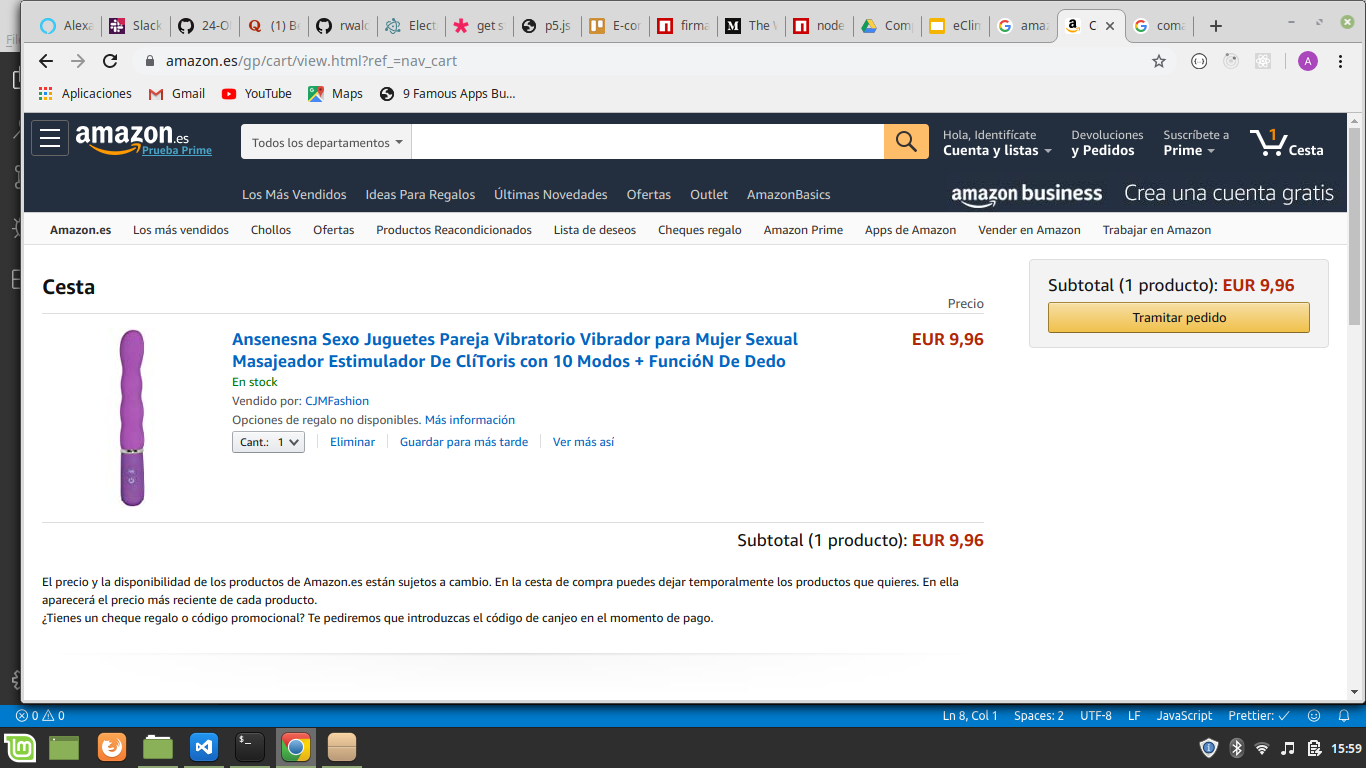 Alexa
Slack
24-O
(1) Be
rwald
Elect
get s
p5.js
E-con
firma
The W
node
Comp
eClin
amaz
C
coma
amazon.es/gp/cart/view.html?ref_=nav_cart
A
Aplicaciones
Gmail
YouTube
Maps
9 Famous Apps Bu...
amazon.es
Prueba Prime
Todos los departamentos
Hola, Identifícate
Cuenta y listas
Devoluciones
y Pedidos
Suscríbete a
Prime
1
Cesta
Los Más Vendidos
Ideas Para Regalos
Últimas Novedades
Ofertas
Outlet
AmazonBasics
amazon business Crea una cuenta gratis
Amazon.es
Los más vendidos
Chollos
Ofertas
Productos Reacondicionados
Lista de deseos
Cheques regalo
Amazon Prime
Apps de Amazon
Vender en Amazon
Trabajar en Amazon
Cesta
Precio
Ansenesna Sexo Juguetes Pareja Vibratorio Vibrador para Mujer Sexual
Masajeador Estimulador De ClíToris con 10 Modos + FuncióN De Dedo
EUR 9,96
En stock
Vendido por: CJMFashion
Opciones de regalo no disponibles. Más información
Cant.: 1
Eliminar
Guardar para más tarde
Ver más así
Subtotal (1 producto): EUR 9,96
Subtotal (1 producto): EUR 9,96
Tramitar pedido
El precio y la disponibilidad de los productos de Amazon.es están sujetos a cambio. En la cesta de compra puedes dejar temporalmente los productos que quieres. En ella
aparecerá el precio más reciente de cada producto.
¿Tienes un cheque regalo o código promocional? Te pediremos que introduzcas el código de canjeo en el momento de pago.
0 0
Ln 8, Col 1
Spaces: 2
UTF-8
LF
JavaScript
Prettier: ✓
15:59